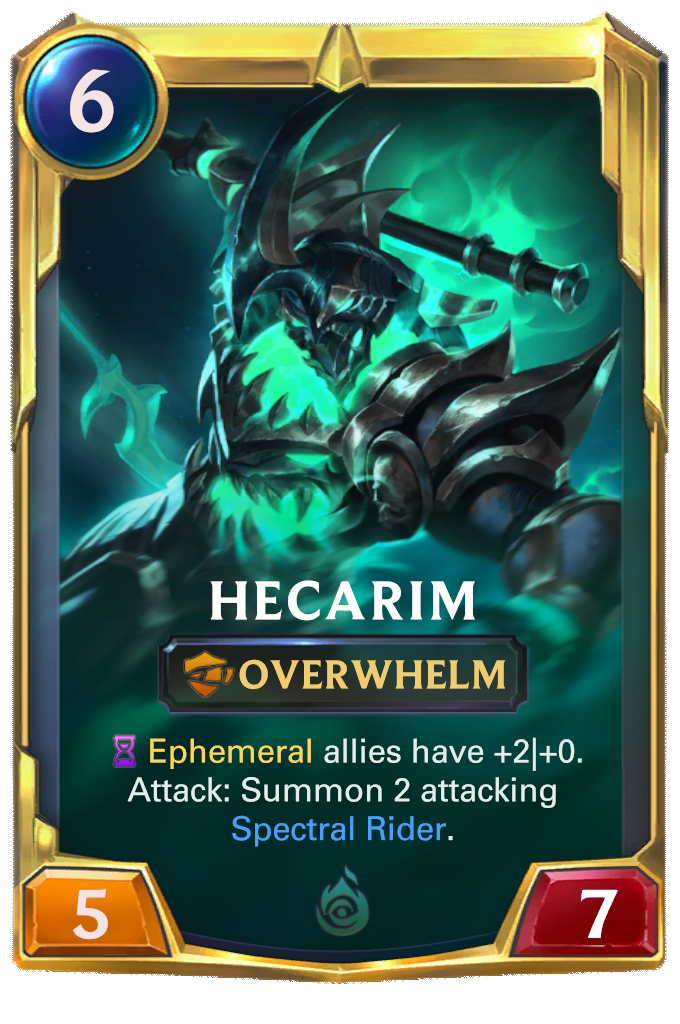 6
HECARIM
OVERWHELM
Ephemeral allies have +2|+0.
Attack: Summon 2 attacking
Spectral Rider.
5
7